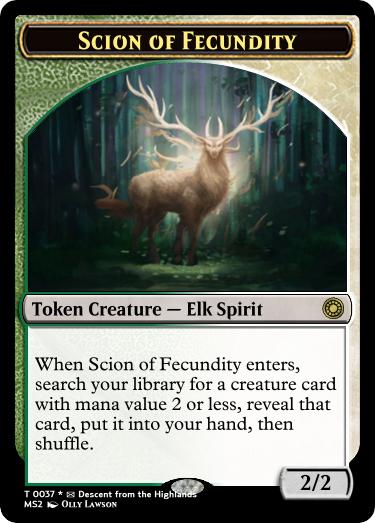 Scion of Fecundity
Token Creature — Elk Spirit
When Scion of Fecundity enters,
search your library for a creature card
with mana value 2 or less, reveal that
card, put it into your hand, then
shuffle.
2/2
T 0037 * Descent from the Highlands
MS2 Olly Lawson